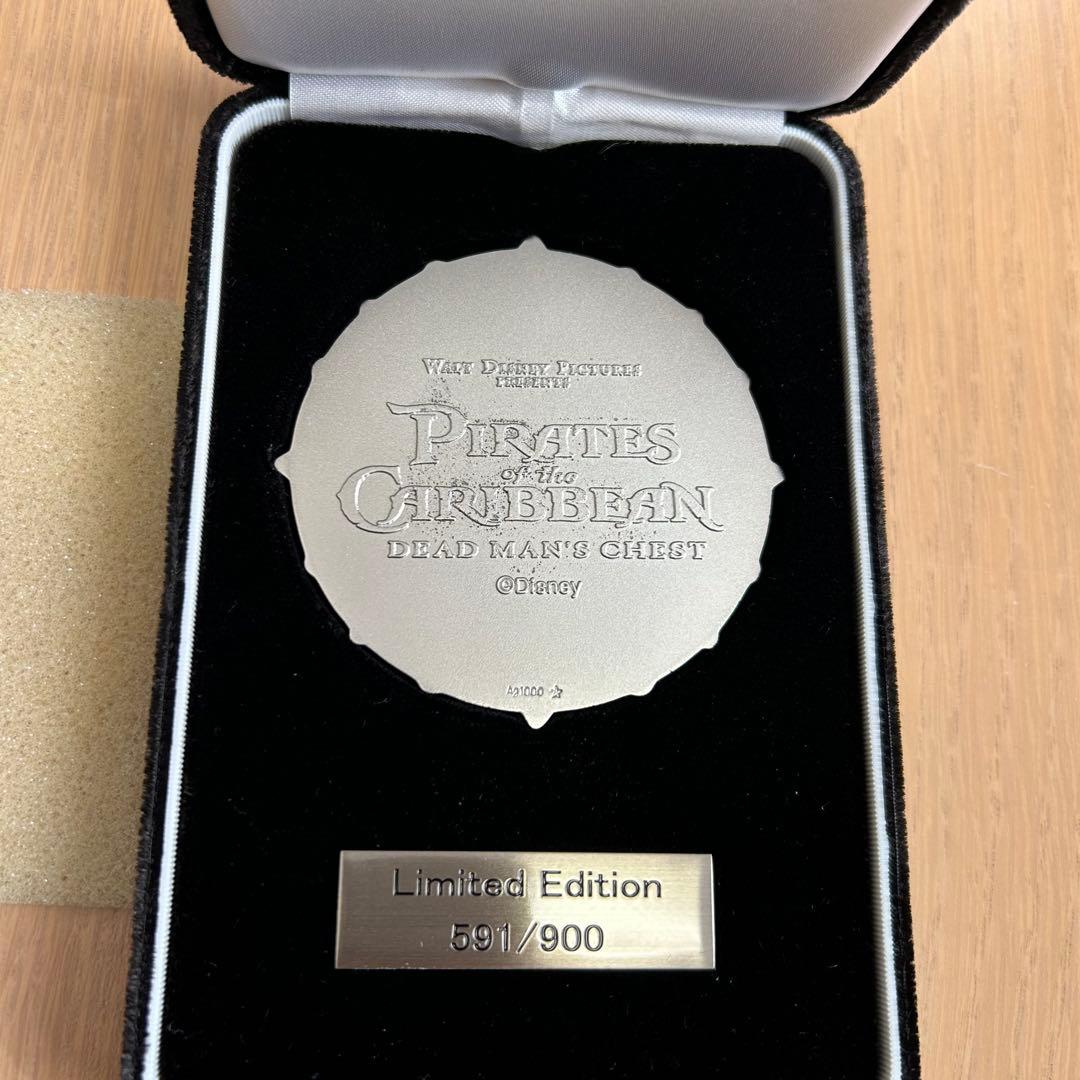 WALT DISNEY PICTURES
PRESENTS
PIRATES
of the
CARIBBEAN
DEAD MAN'S CHEST
©Disney
Ag1000
Limited Edition
591/900